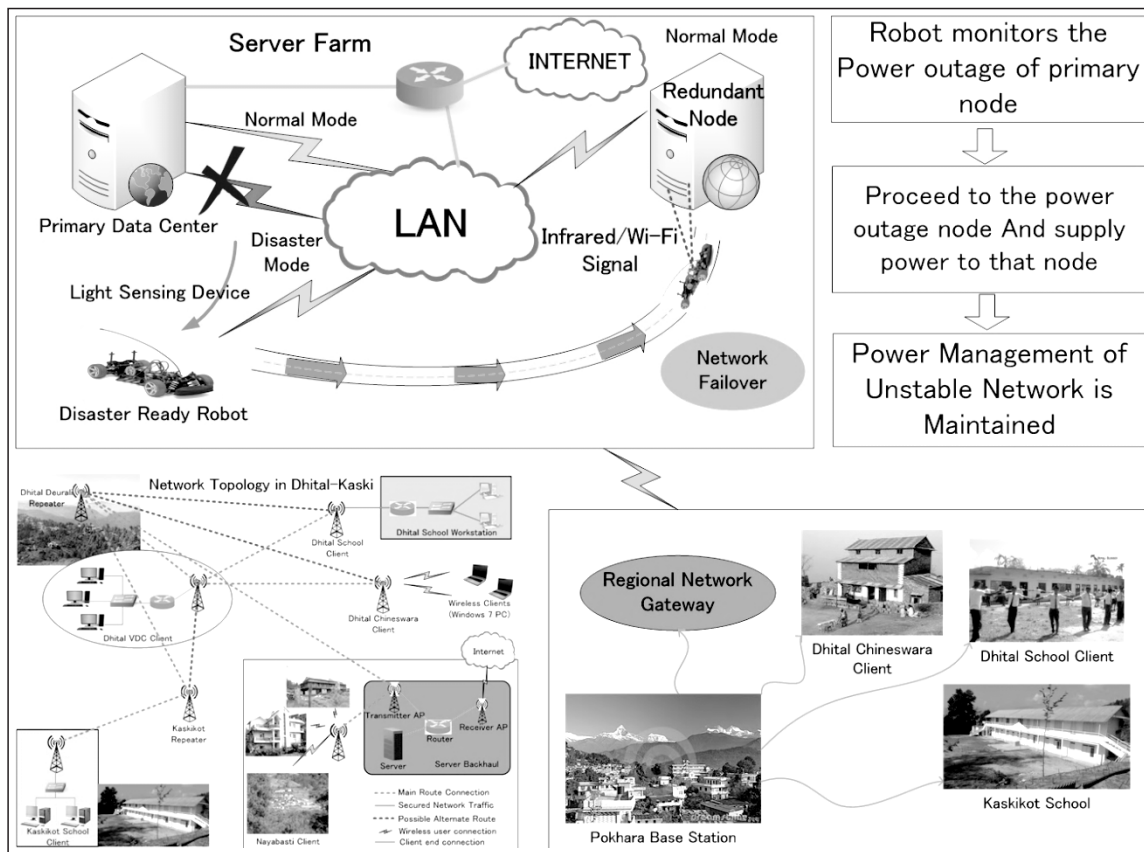 Server Farm
INTERNET
Normal Mode
Redundant
Node
Normal Mode
LAN
Primary Data Center
Disaster
Mode
Infrared/Wi-Fi
Signal
Light Sensing Device
Disaster Ready Robot
Network
Failover
Robot monitors the
Power outage of primary
node
Proceed to the power
outage node And supply
power to that node
Power Management of
Unstable Network is
Maintained
Network Topology in Dhital-Kaski
Dhital Deurali
Repeater
Dhital School
Client
Dhital School Workstation
Dhital VDC Client
Dhital Chineswara
Client
Wireless Clients
(Windows 7 PC)
Internet
Transmitter AP
Receiver AP
Router
Server
Server Backhaul
Kaskikot
Repeater
Kaskikot School
Client
Nayabasti Client
Main Route Connection
Secured Network Traffic
Possible Alternate Route
Wireless user connection
Client end connection
Regional Network
Gateway
Dhital Chineswara
Client
Dhital School Client
Kaskikot School
Pokhara Base Station